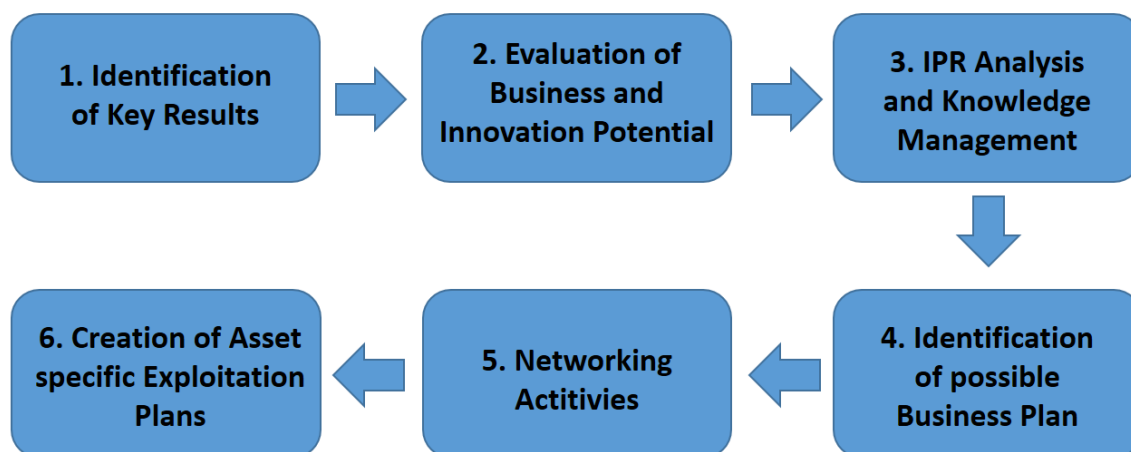 1. Identification
of Key Results
2. Evaluation of
Business and
Innovation Potential
3. IPR Analysis
and Knowledge
Management
4. Identification
of possible
Business Plan
5. Networking
Actitivies
6. Creation of Asset
specific Exploitation
Plans